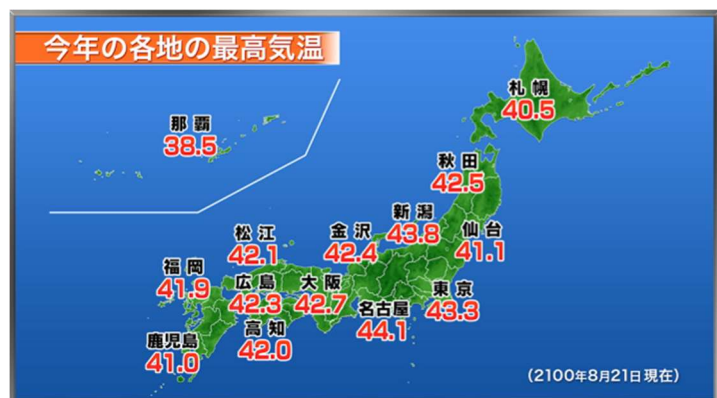 今年の各地の最高気温
札幌
40.5
那覇
38.5
秋田
42.5
新潟
43.8
仙台
41.1
金沢
42.4
松江
42.1
福岡
41.9
広島
42.3
大阪
42.7
東京
43.3
名古屋
44.1
高知
42.0
鹿児島
41.0
(2100年8月21日現在)